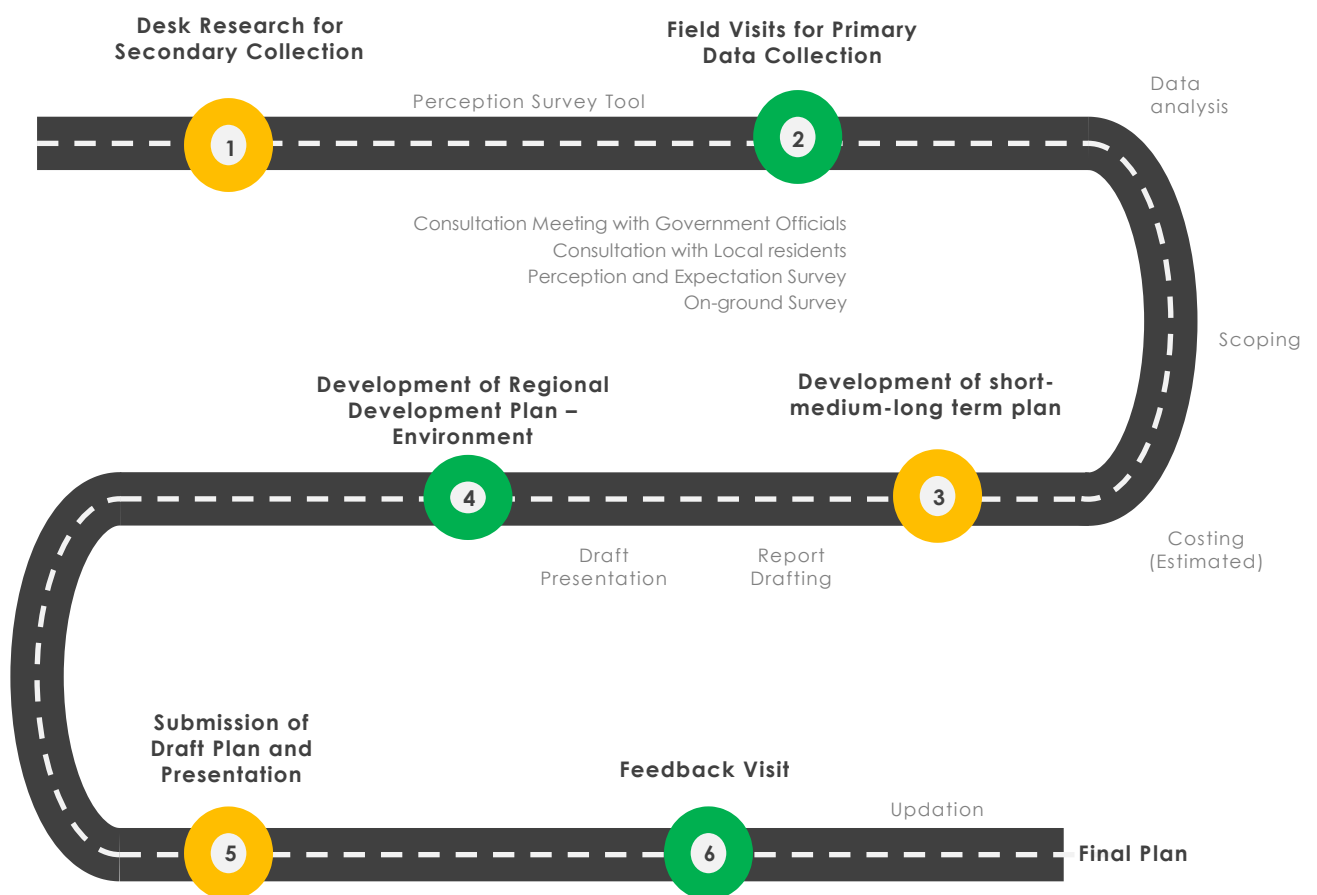 Desk Research for
Secondary Collection
Field Visits for Primary
Data Collection
Perception Survey Tool
Data
analysis
1
2
Consultation Meeting with Government Officials
Consultation with Local residents
Perception and Expectation Survey
On-ground Survey
Scoping
Development of short-
medium-long term plan
Development of Regional
Development Plan –
Environment
3
4
Costing
(Estimated)
Report
Drafting
Draft
Presentation
Submission of
Draft Plan and
Presentation
Feedback Visit
Updation
5
6
Final Plan